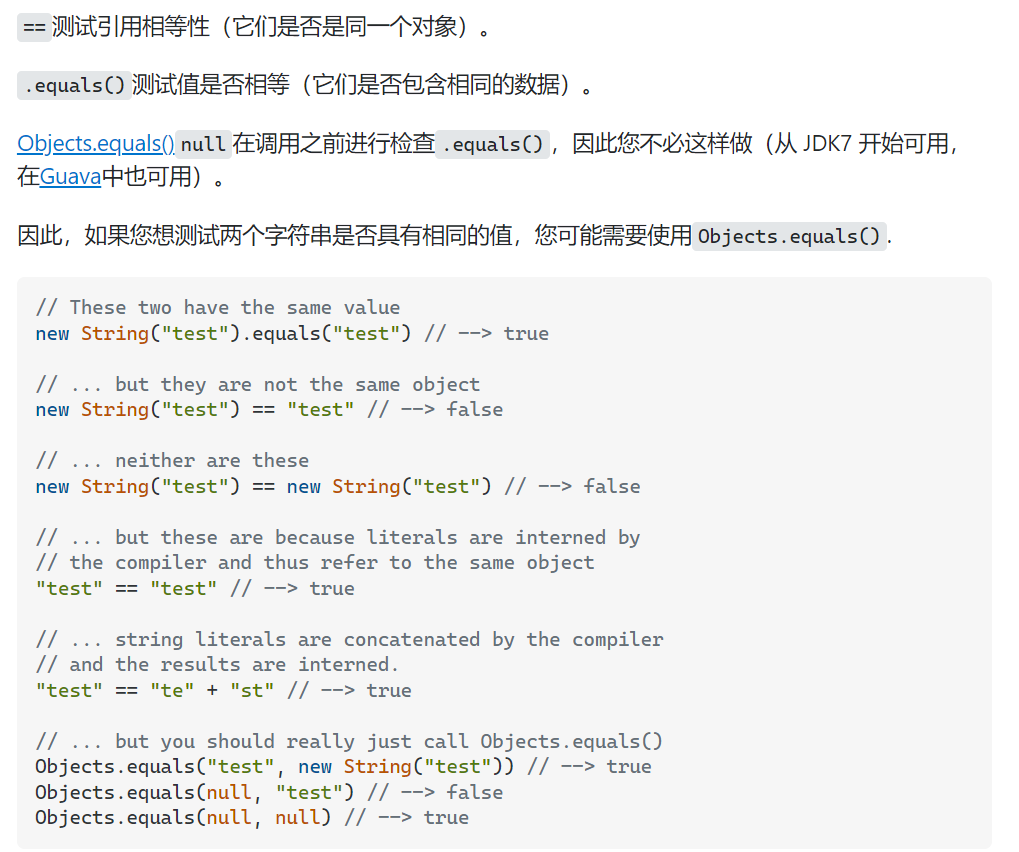 ==测试引用相等性（它们是否是同一个对象）。
.equals()测试值是否相等（它们是否包含相同的数据）。
Objects.equals()null在调用之前进行检查.equals()，因此您不必这样做（从 JDK7 开始可用，
在Guava中也可用）。
因此，如果您想测试两个字符串是否具有相同的值，您可能需要使用Objects.equals().
// These two have the same value
new String("test").equals("test") // --> true
// ... but they are not the same object
new String("test") == "test" // --> false
// ... neither are these
new String("test") == new String("test") // --> false
// ... but these are because literals are interned by
// the compiler and thus refer to the same object
"test" == "test" // --> true
// ... string literals are concatenated by the compiler
// and the results are interned.
"test" == "te" + "st" // --> true
// ... but you should really just call Objects.equals()
Objects.equals("test", new String("test")) // --> true
Objects.equals(null, "test") // --> false
Objects.equals(null, null) // --> true